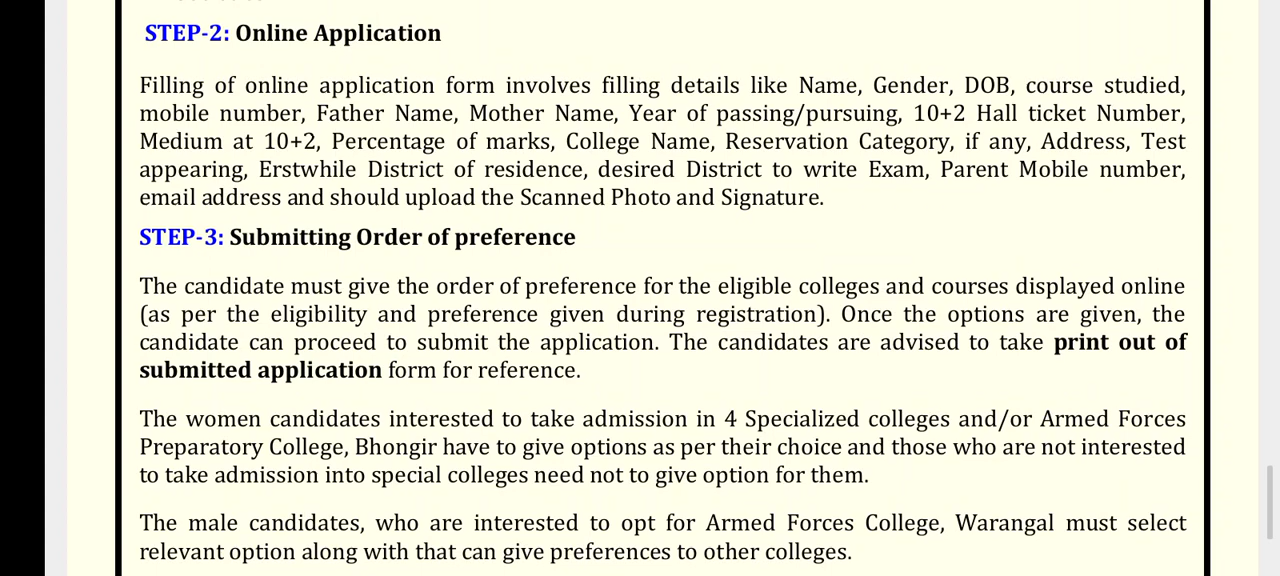 STEP-2: Online Application
Filling of online application form involves filling details like Name, Gender, DOB, course studied,
mobile number, Father Name, Mother Name, Year of passing/pursuing, 10+2 Hall ticket Number,
Medium at 10+2, Percentage of marks, College Name, Reservation Category, if any, Address, Test
appearing, Erstwhile District of residence, desired District to write Exam, Parent Mobile number,
email address and should upload the Scanned Photo and Signature.
STEP-3: Submitting Order of preference
The candidate must give the order of preference for the eligible colleges and courses displayed online
(as per the eligibility and preference given during registration). Once the options are given, the
candidate can proceed to submit the application. The candidates are advised to take print out of
submitted application form for reference.
The women candidates interested to take admission in 4 Specialized colleges and/or Armed Forces
Preparatory College, Bhongir have to give options as per their choice and those who are not interested
to take admission into special colleges need not to give option for them.
The male candidates, who are interested to opt for Armed Forces College, Warangal must select
relevant option along with that can give preferences to other colleges.